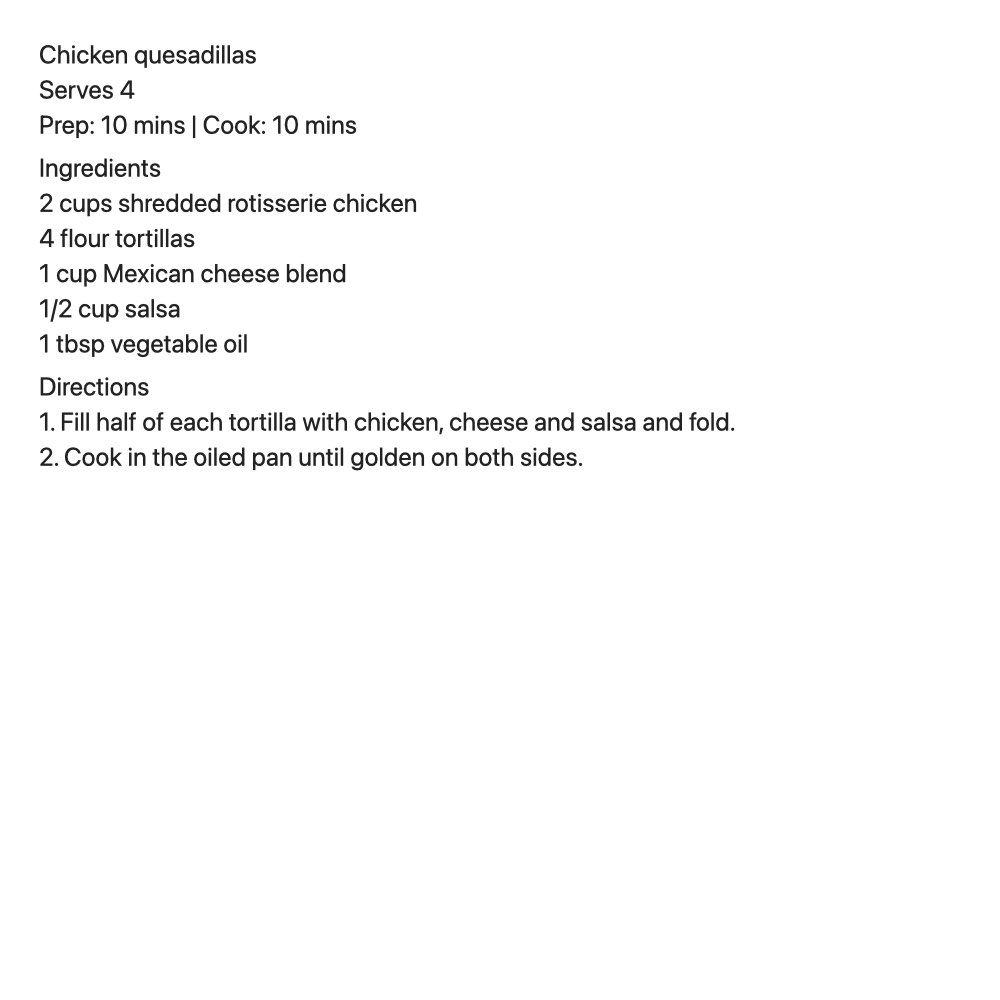 Chicken quesadillas
Serves 4
Prep: 10 mins | Cook: 10 mins
Ingredients
2 cups shredded rotisserie chicken
4 flour tortillas
1 cup Mexican cheese blend
1/2 cup salsa
1 tbsp vegetable oil
Directions
1. Fill half of each tortilla with chicken, cheese and salsa and fold.
2. Cook in the oiled pan until golden on both sides.